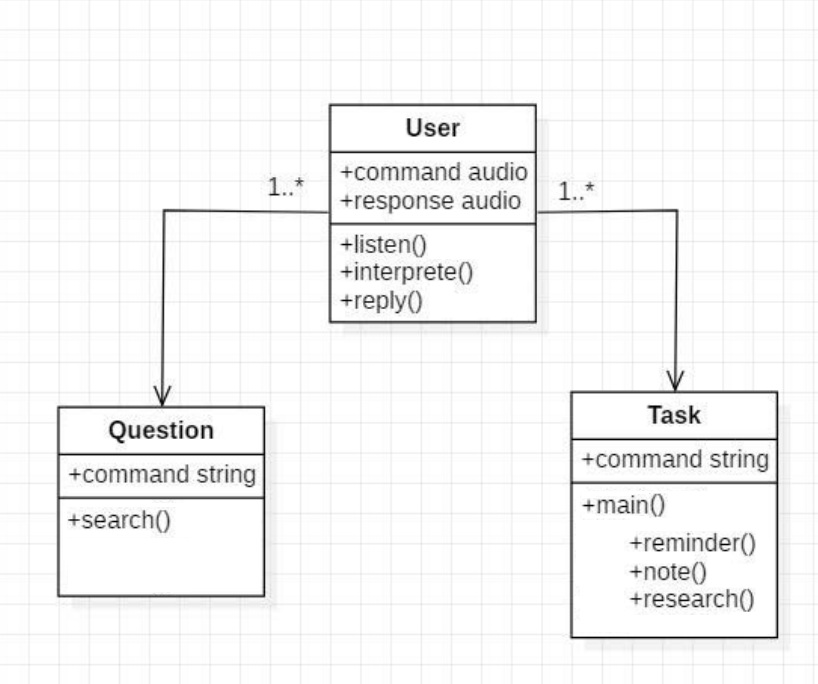 User
+command audio
+response audio
+listen()
+interprete()
+reply()
1..*
1..*
Question
+command string
+search()
Task
+command string
+main()
+reminder()
+note()
+research()